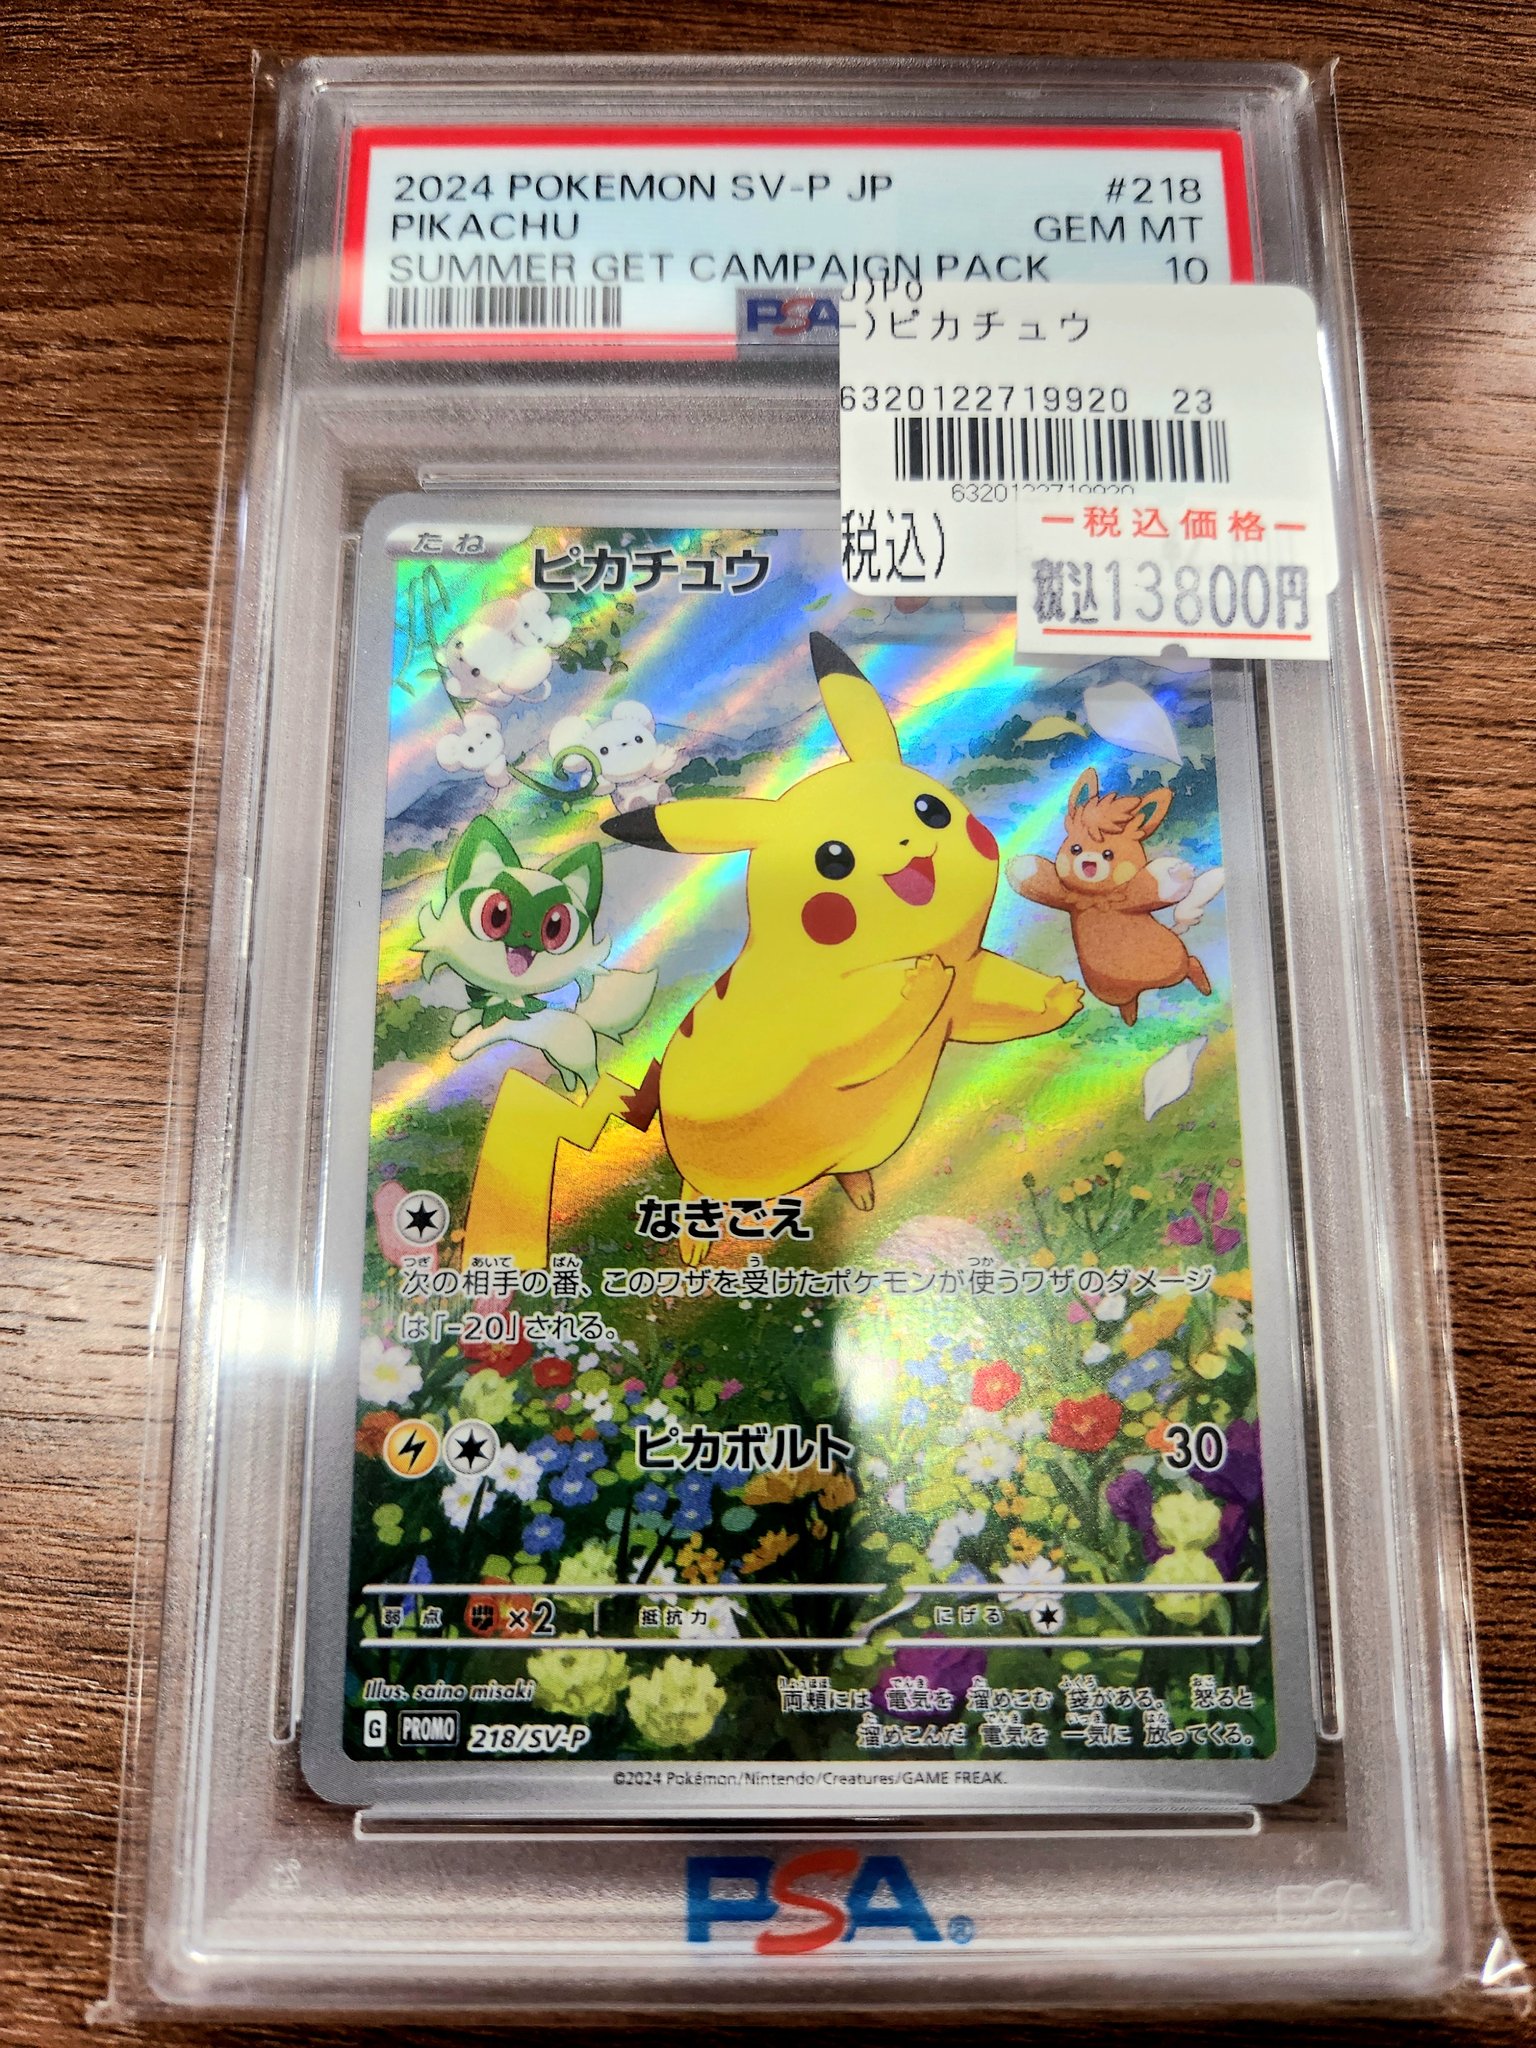 2024 POKEMON SV-P JP #218
PIKACHU GEM MT
SUMMER GET CAMPAIGN PACK 10
PSA
)ピカチュウ
6320122719920 23
税込)
ー税込価格ー
税込13800円
たね ピカチュウ
なきごえ
次の相手の番、このワザを受けたポケモンが使うワザのダメージ
は「-20」される。
ピカボルト 30
弱点 ×2 抵抗力 にげる
Illus. saino misaki
両頬には 電気を 溜めこむ 袋がある。 怒ると
溜めこんだ 電気を 一気に 放ってくる。
G PROMO 218/SV-P
©2024 Pokémon/Nintendo/Creatures/GAME FREAK.
PSA®